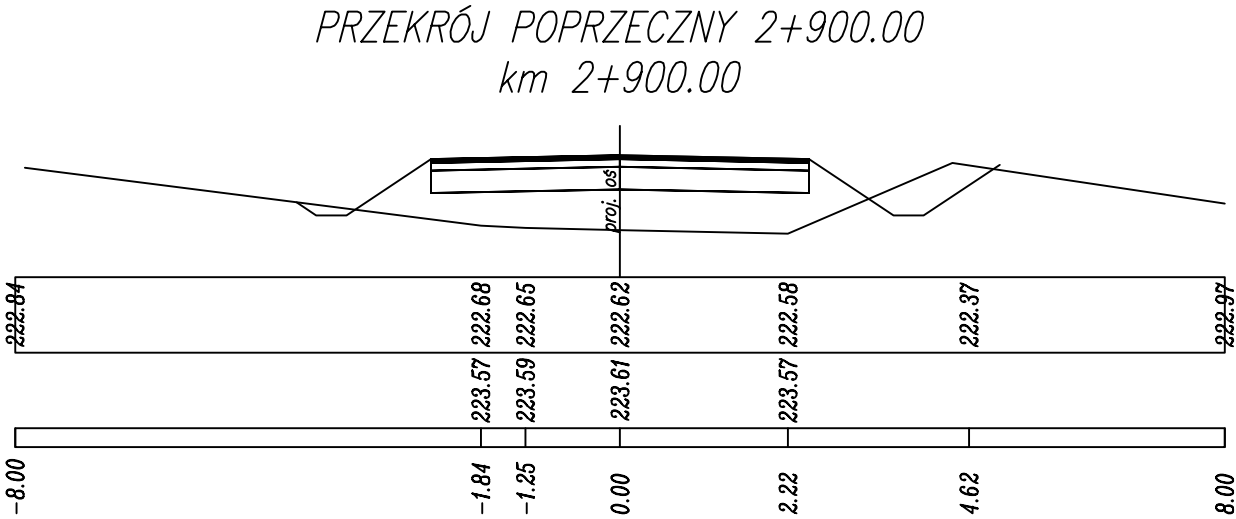 PRZEKRÓJ POPRZECZNY 2+900.00
km 2+900.00
proj. oś
222.84 222.68 222.65 222.62 222.58 222.37 222.97
223.57 223.59 223.61 223.57
-8.00 -1.84 -1.25 0.00 2.22 4.62 8.00